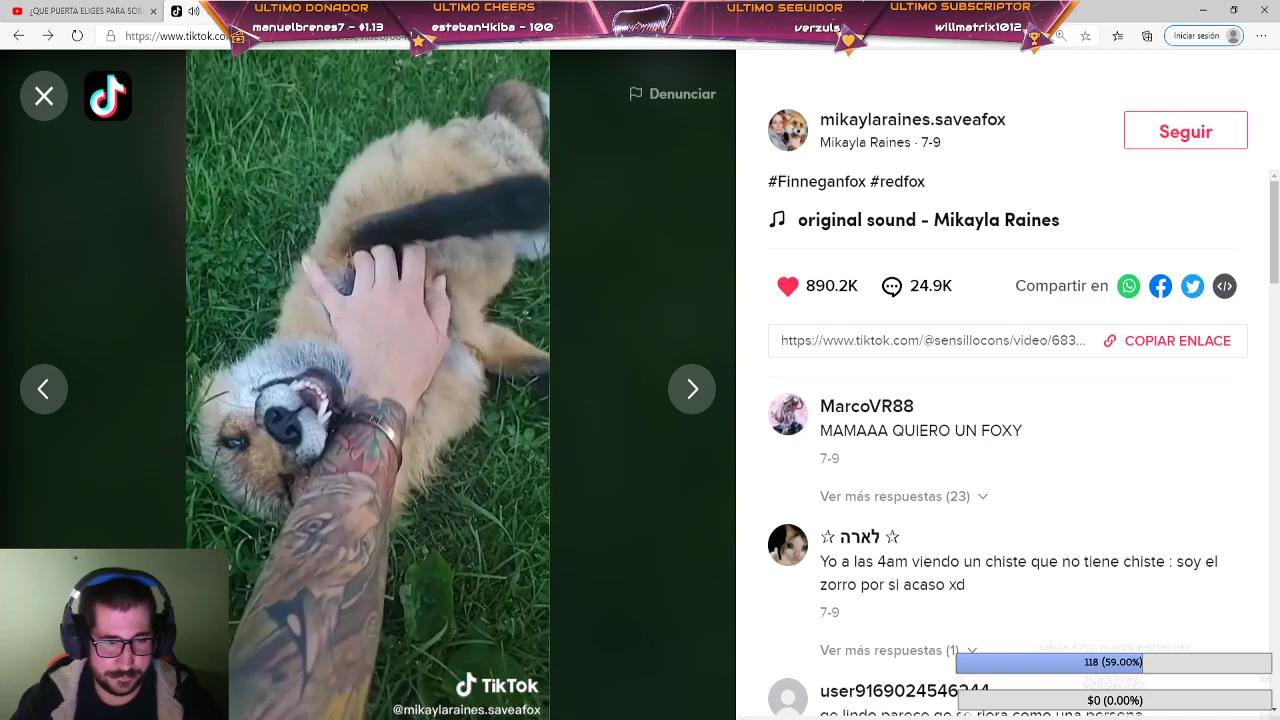 ULTIMO DONADOR
manuelbrenes7 - $1.13
ULTIMO CHEERS
esteban4kiba - 100
ULTIMO SEGUIDOR
verzuls
ULTIMO SUBSCRIPTOR
willmatrix1012
¿QUE PUERTA ELIGES PARA SOB
https://www.tiktok.co
Iniciar sesión
Denunciar
mikaylaraines.saveafox
Mikayla Raines · 7-9
Seguir
#Finneganfox #redfox
original sound - Mikayla Raines
890.2K
24.9K
Compartir en
https://www.tiktok.com/@sensillocons/video/683...
COPIAR ENLACE
MarcoVR88
MAMAAA QUIERO UN FOXY
7-9
Ver más respuestas (23)
☆ לארה ☆
Yo a las 4am viendo un chiste que no tiene chiste : soy el
zorro por si acaso xd
7-9
Ver más respuestas (1)
118 (59.00%)
$0 (0.00%)
TikTok
@mikaylaraines.saveafox